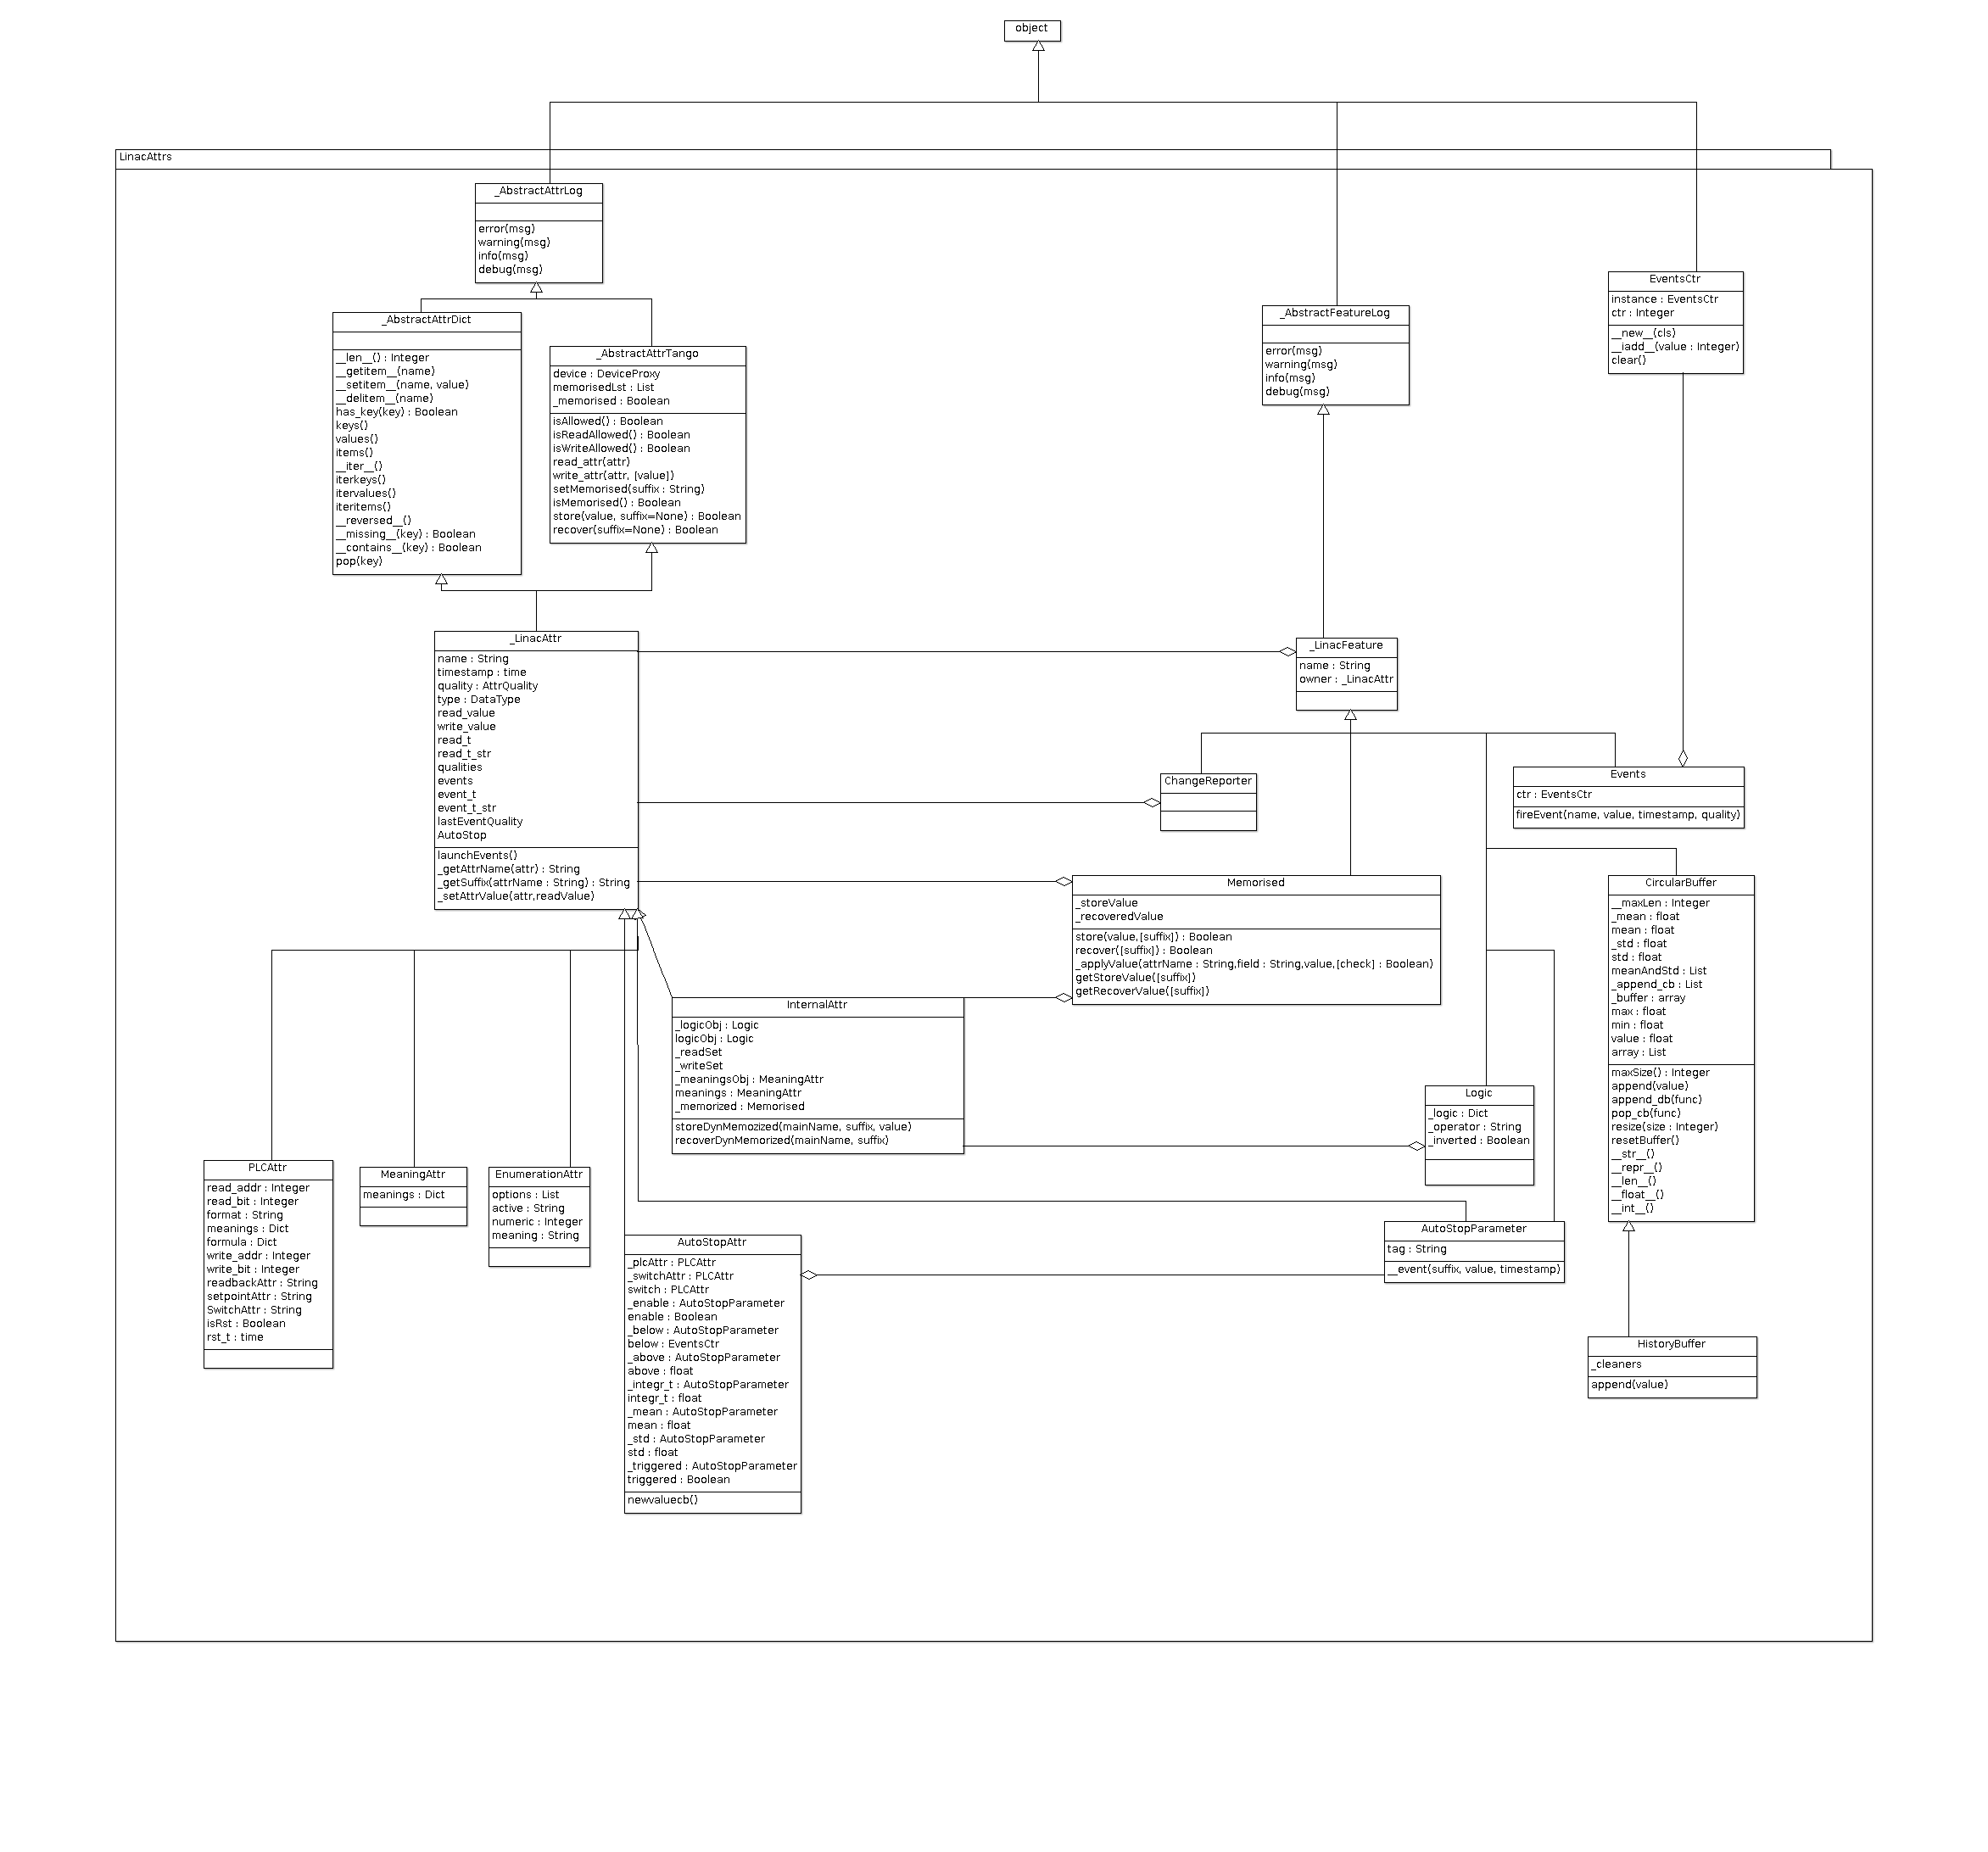 object
LinacAttrs
_AbstractAttrLog
error(msg)
warning(msg)
info(msg)
debug(msg)
_AbstractAttrDict
__len__() : Integer
__getitem__(name)
__setitem__(name, value)
__delitem__(name)
has_key(key) : Boolean
keys()
values()
items()
__iter__()
iterkeys()
itervalues()
iteritems()
__reversed__()
__missing__(key) : Boolean
__contains__(key) : Boolean
pop(key)
_AbstractAttrTango
device : DeviceProxy
memorisedLst : List
_memorised : Boolean
isAllowed() : Boolean
isReadAllowed() : Boolean
isWriteAllowed() : Boolean
read_attr(attr)
write_attr(attr, [value])
setMemorised(suffix : String)
isMemorised() : Boolean
store(value, suffix=None) : Boolean
recover(suffix=None) : Boolean
_AbstractFeatureLog
error(msg)
warning(msg)
info(msg)
debug(msg)
EventsCtr
instance : EventsCtr
ctr : Integer
__new__(cls)
__iadd__(value : Integer)
clear()
_LinacAttr
name : String
timestamp : time
quality : AttrQuality
type : DataType
read_value
write_value
read_t
read_t_str
qualities
events
event_t
event_t_str
lastEventQuality
AutoStop
launchEvents()
_getAttrName(attr) : String
_getSuffix(attrName : String) : String
_setAttrValue(attr,readValue)
_LinacFeature
name : String
owner : _LinacAttr
ChangeReporter
Events
ctr : EventsCtr
fireEvent(name, value, timestamp, quality)
Memorised
_storeValue
_recoveredValue
store(value,[suffix]) : Boolean
recover([suffix]) : Boolean
_applyValue(attrName : String,field : String,value,[check] : Boolean)
getStoreValue([suffix])
getRecoverValue([suffix])
CircularBuffer
__maxLen : Integer
_mean : float
mean : float
_std : float
std : float
meanAndStd : List
_append_cb : List
_buffer : array
max : float
min : float
value : float
array : List
maxSize() : Integer
append(value)
append_db(func)
pop_cb(func)
resize(size : Integer)
resetBuffer()
__str__()
__repr__()
__len__()
__float__()
__int__()
InternalAttr
_logicObj : Logic
logicObj : Logic
_readSet
_writeSet
_meaningsObj : MeaningAttr
meanings : MeaningAttr
_memorized : Memorised
storeDynMemozized(mainName, suffix, value)
recoverDynMemorized(mainName, suffix)
Logic
_logic : Dict
_operator : String
_inverted : Boolean
PLCAttr
read_addr : Integer
read_bit : Integer
format : String
meanings : Dict
formula : Dict
write_addr : Integer
write_bit : Integer
readbackAttr : String
setpointAttr : String
SwitchAttr : String
isRst : Boolean
rst_t : time
MeaningAttr
meanings : Dict
EnumerationAttr
options : List
active : String
numeric : Integer
meaning : String
AutoStopAttr
_plcAttr : PLCAttr
_switchAttr : PLCAttr
switch : PLCAttr
_enable : AutoStopParameter
enable : Boolean
_below : AutoStopParameter
below : EventsCtr
_above : AutoStopParameter
above : float
_integr_t : AutoStopParameter
integr_t : float
_mean : AutoStopParameter
mean : float
_std : AutoStopParameter
std : float
_triggered : AutoStopParameter
triggered : Boolean
newvaluecb()
AutoStopParameter
tag : String
__event(suffix, value, timestamp)
HistoryBuffer
_cleaners
append(value)